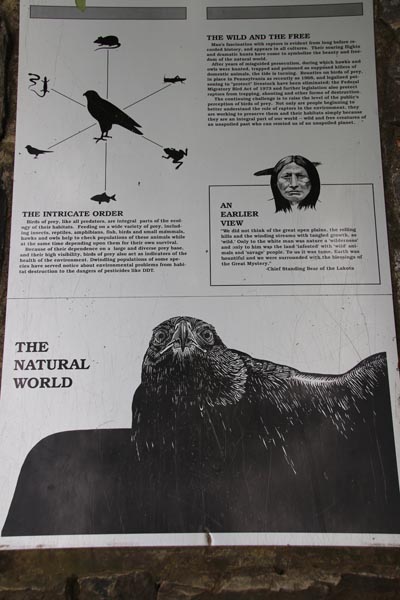 THE WILD AND THE FREE
Man's fascination with raptors is evident from long before re-
corded history, and appears in all cultures. Their soaring flights
and dramatic hunts have come to symbolize the beauty and free-
dom of the natural world.
After years of misguided persecution, during which hawks and
owls were hunted, trapped and poisoned as supposed killers of
domestic animals, the tide is turning. Bounties on birds of prey,
in place in Pennsylvania as recently as 1968, and legalized poi-
soning to "protect" livestock have been eliminated; the Federal
Migratory Bird Act of 1972 and further legislation also protect
raptors from trapping, shooting and other forms of destruction.
The continuing challenge is to raise the level of the public's
perception of birds of prey. Not only are people beginning to
better understand the role of raptors in the environment, they
are working to preserve them and their habitats simply because
they are an integral part of our world -- wild and free creatures of
an unspoiled past who can remind us of an unspoiled planet.
THE INTRICATE ORDER
Birds of prey, like all predators, are integral parts of the ecol-
ogy of their habitats. Feeding on a wide variety of prey, includ-
ing insects, reptiles, amphibians, fish, birds and small mammals,
hawks and owls help to check populations of these animals while
at the same time depending upon them for their own survival.
Because of their dependence on a large and diverse prey base,
and their high visibility, birds of prey also act as indicators of the
health of the environment. Dwindling populations of some spe-
cies have served notice about environmental problems from habi-
tat destruction to the dangers of pesticides like DDT.
AN
EARLIER
VIEW
"We did not think of the great open plains, the rolling
hills and the winding streams with tangled growth, as
'wild.' Only to the white man was nature a 'wilderness'
and only to him was the land 'infested' with 'wild' ani-
mals and 'savage' people. To us it was tame. Earth was
bountiful and we were surrounded with the blessings of
the Great Mystery."
-Chief Standing Bear of the Lakota
THE
NATURAL
WORLD